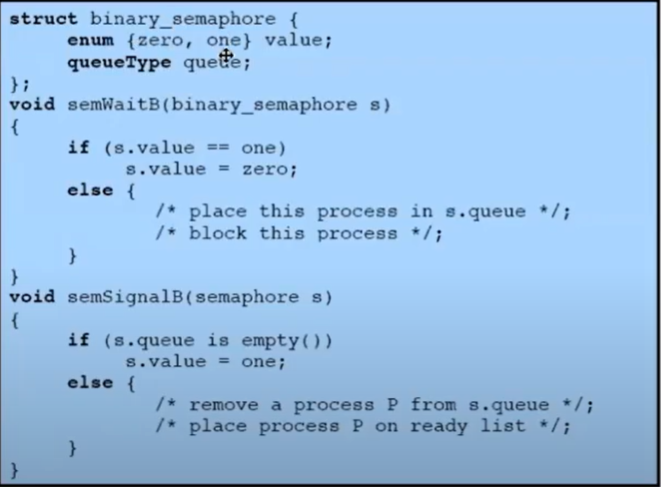 struct binary_semaphore {
enum {zero, one} value;
queueType queue;
};
void semWaitB(binary_semaphore s)
{
if (s.value == one)
s.value = zero;
else {
/* place this process in s.queue */;
/* block this process */;
}
}
void semSignalB(semaphore s)
{
if (s.queue is empty())
s.value = one;
else {
/* remove a process P from s.queue */;
/* place process P on ready list */;
}
}